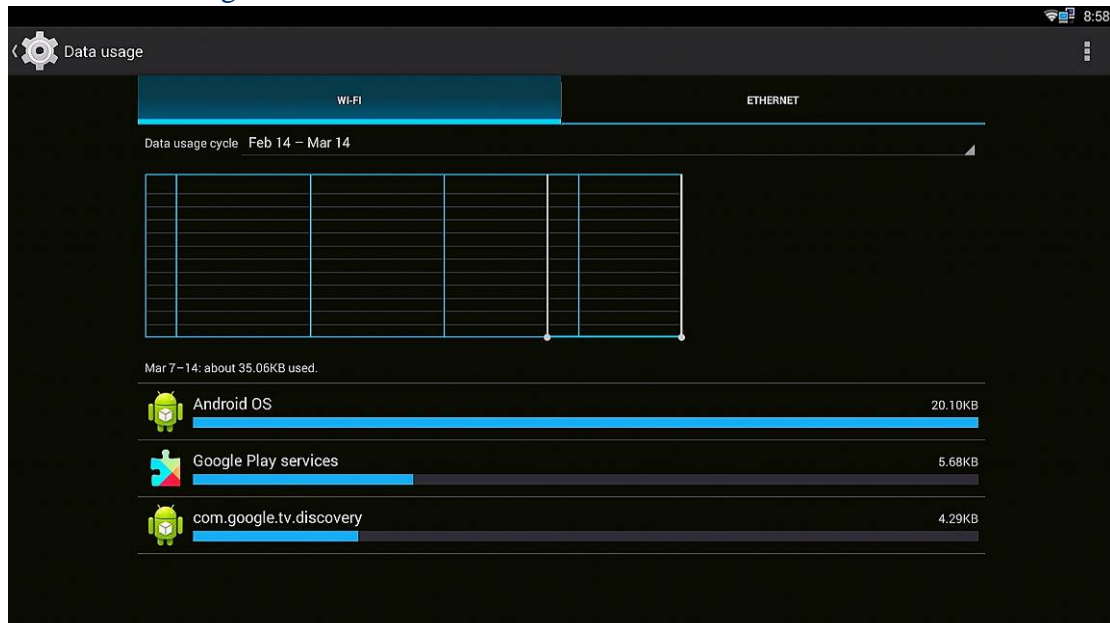 8:58
Data usage
WI-FI ETHERNET
Data usage cycle Feb 14 – Mar 14
Mar 7–14: about 35.06KB used.
Android OS 20.10KB
Google Play services 5.68KB
com.google.tv.discovery 4.29KB